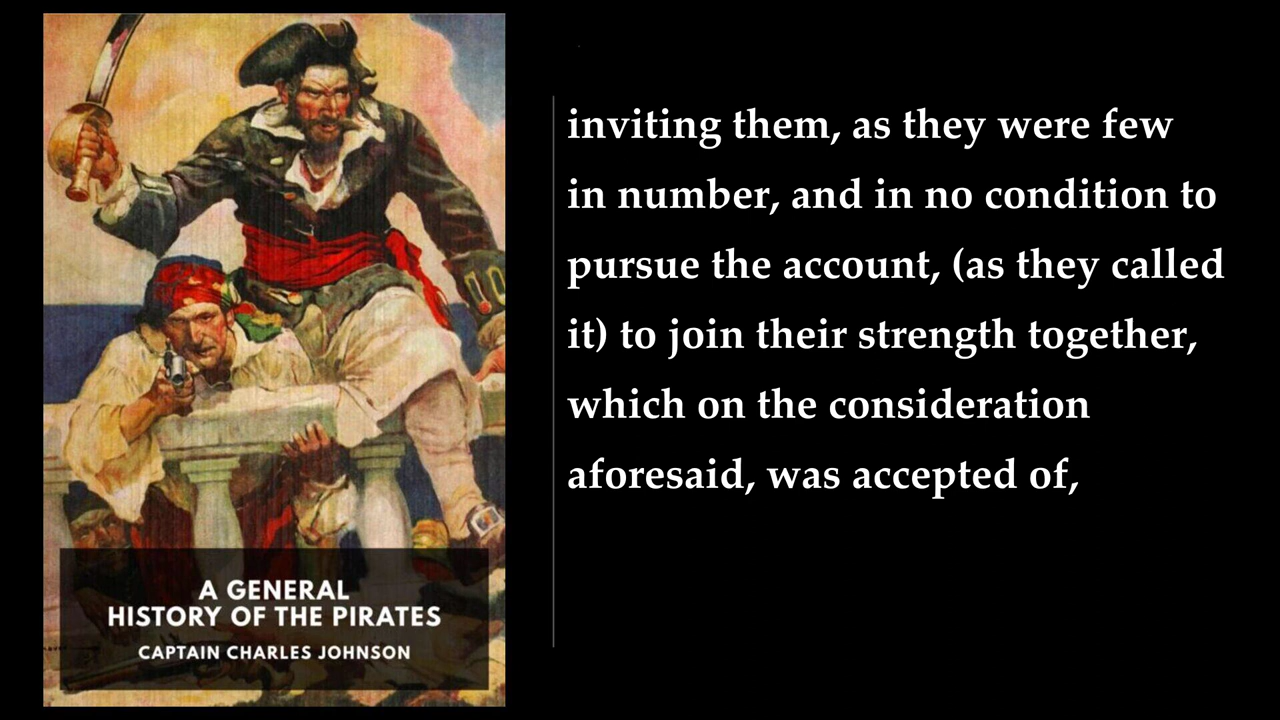 inviting them, as they were few
in number, and in no condition to
pursue the account, (as they called
it) to join their strength together,
which on the consideration
aforesaid, was accepted of,
A GENERAL
HISTORY OF THE PIRATES
CAPTAIN CHARLES JOHNSON